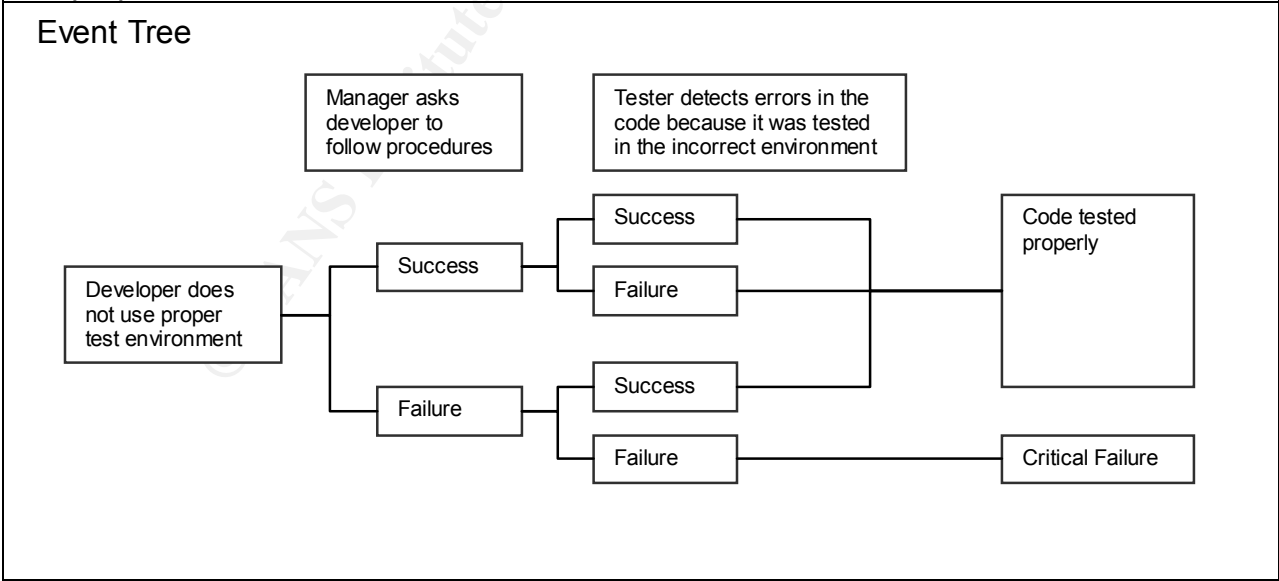 Event Tree
Manager asks
developer to
follow procedures
Tester detects errors in the
code because it was tested
in the incorrect environment
Developer does
not use proper
test environment
Success
Failure
Success
Failure
Success
Failure
Code tested
properly
Critical Failure